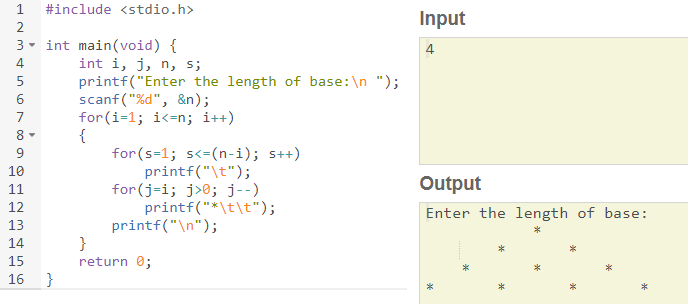 1 #include <stdio.h>
2
3 int main(void) {
4     int i, j, n, s;
5     printf("Enter the length of base:\n ");
6     scanf("%d", &n);
7     for(i=1; i<=n; i++)
8     {
9         for(s=1; s<=(n-i); s++)
10             printf("\t");
11         for(j=i; j>0; j--)
12             printf("*\t\t");
13         printf("\n");
14     }
15     return 0;
16 }
Input
4
Output
Enter the length of base:
            *
        *       *
    *       *       *
*       *       *       *